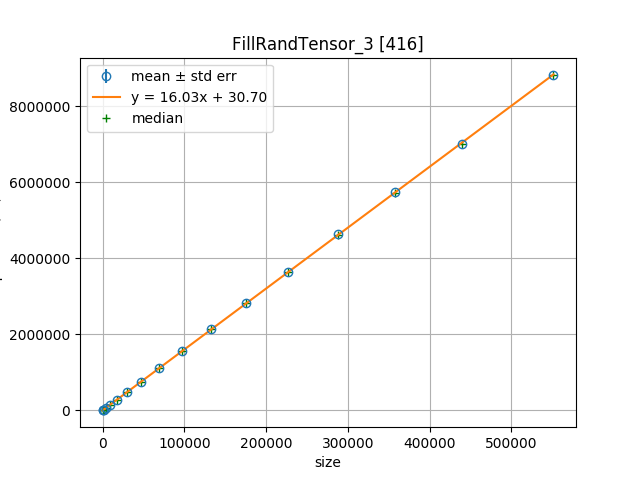 FillRandTensor_3 [416]
mean ± std err
y = 16.03x + 30.70
median
8000000
6000000
4000000
2000000
0
0 100000 200000 300000 400000 500000
size